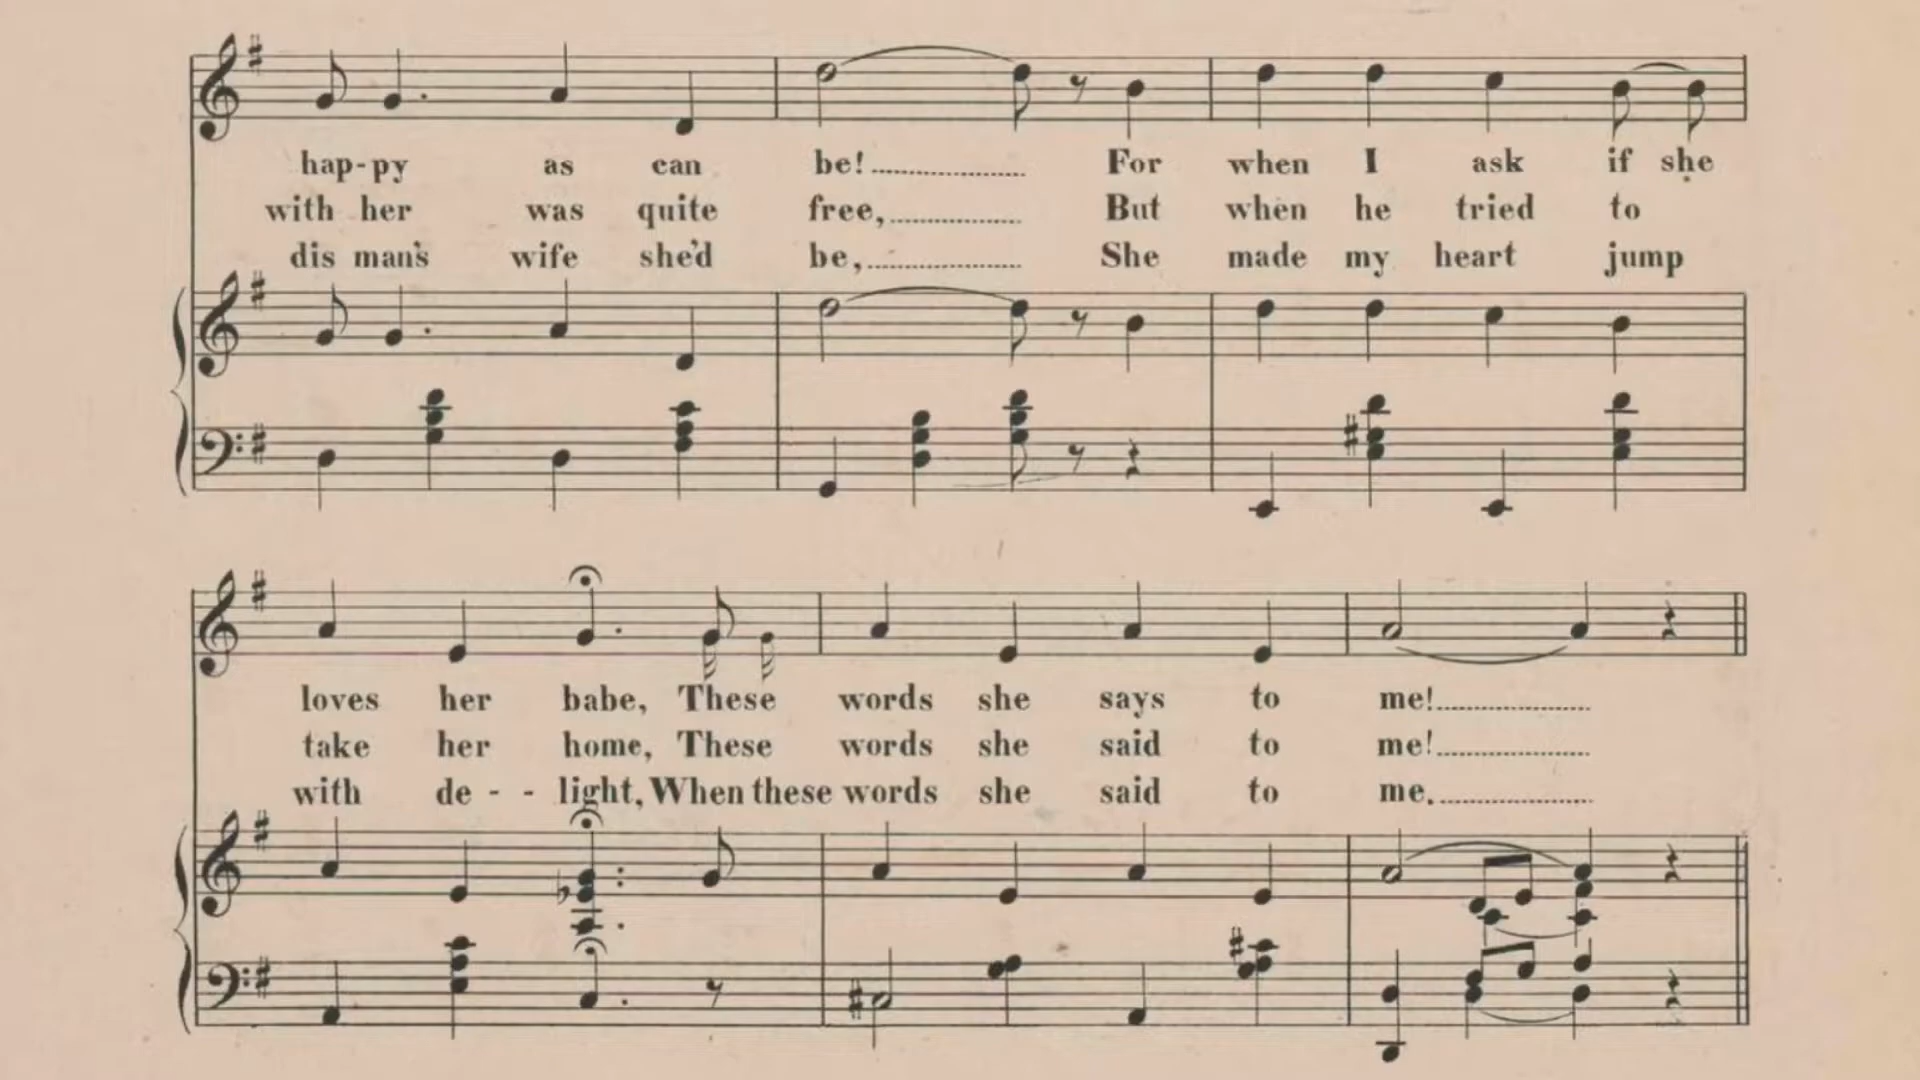 hap-py as can be! For when I ask if she
with her was quite free, But when he tried to
dis man's wife she'd be, She made my heart jump
loves her babe, These words she says to me!
take her home, These words she said to me!
with de - - light, When these words she said to me.